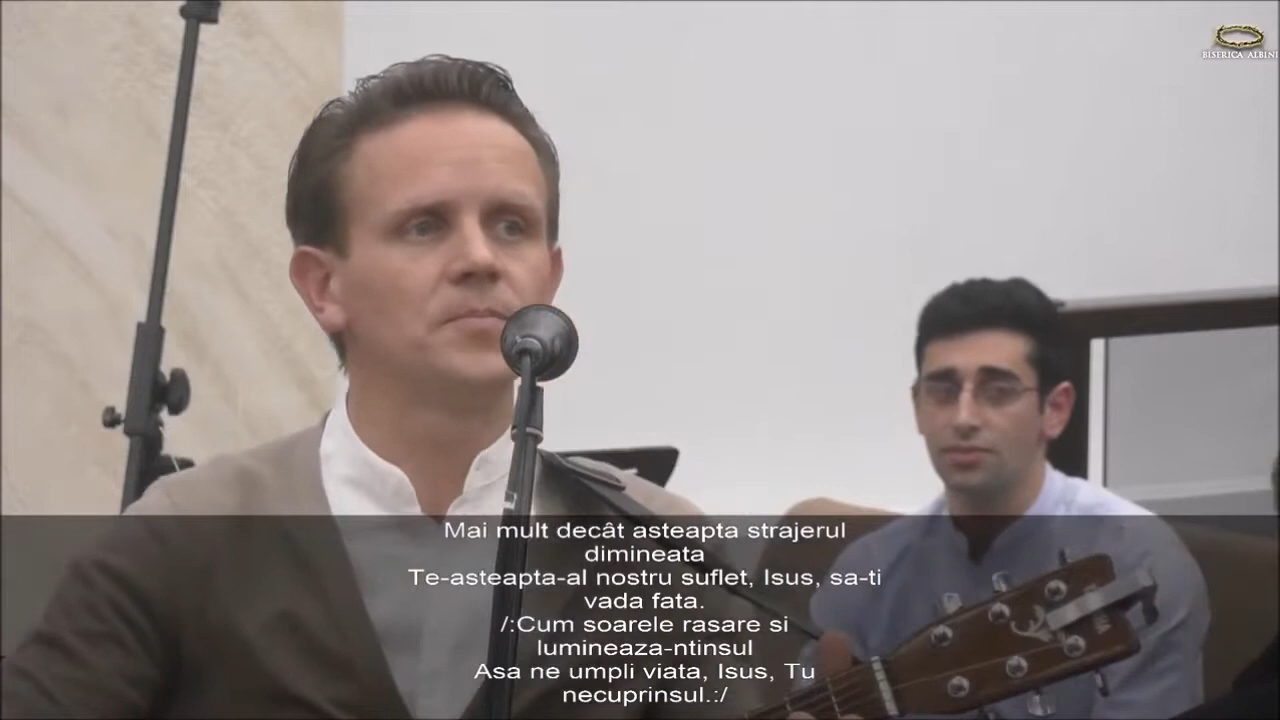 BISERICA ALBINI
Mai mult decât asteapta strajerul
dimineata
Te-asteapta-al nostru suflet, Isus, sa-ti
vada fata.
/:Cum soarele rasare si
lumineaza-ntinsul
Asa ne umpli viata, Isus, Tu
necuprinsul.:/